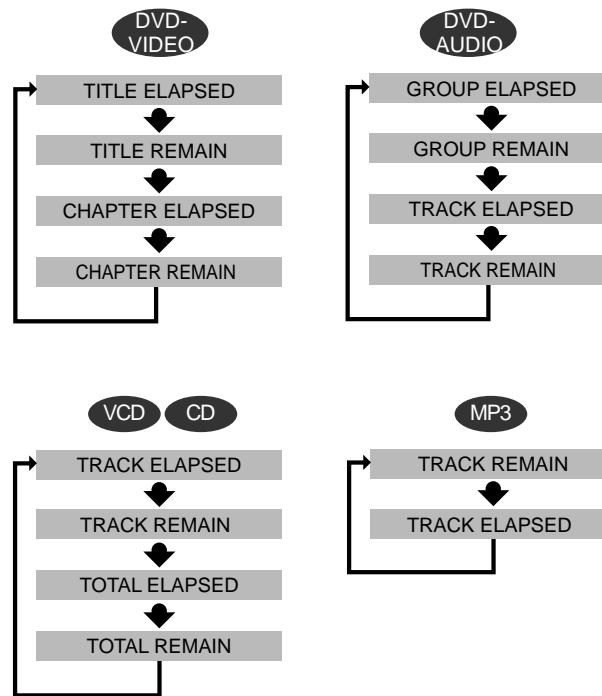 DVD-
VIDEO
TITLE ELAPSED
TITLE REMAIN
CHAPTER ELAPSED
CHAPTER REMAIN
DVD-
AUDIO
GROUP ELAPSED
GROUP REMAIN
TRACK ELAPSED
TRACK REMAIN
VCD CD
TRACK ELAPSED
TRACK REMAIN
TOTAL ELAPSED
TOTAL REMAIN
MP3
TRACK REMAIN
TRACK ELAPSED